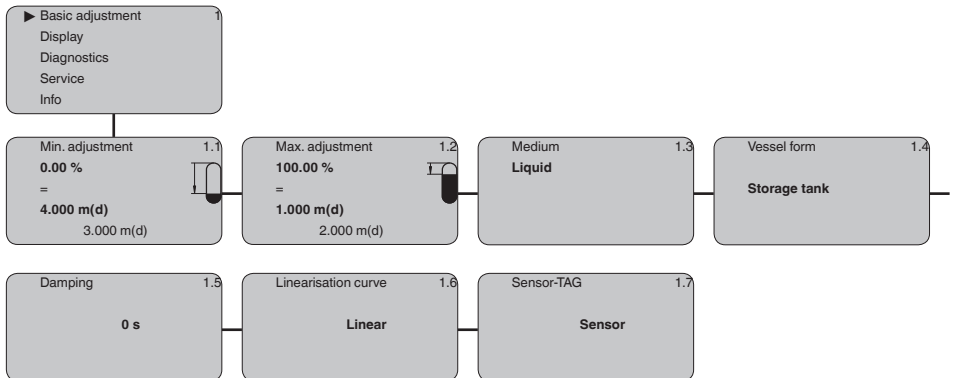 ▶ Basic adjustment 1
Display
Diagnostics
Service
Info
Min. adjustment 1.1
0.00 %
=
4.000 m(d)
3.000 m(d)
Max. adjustment 1.2
100.00 %
=
1.000 m(d)
2.000 m(d)
Medium 1.3
Liquid
Vessel form 1.4
Storage tank
Damping 1.5
0 s
Linearisation curve 1.6
Linear
Sensor-TAG 1.7
Sensor